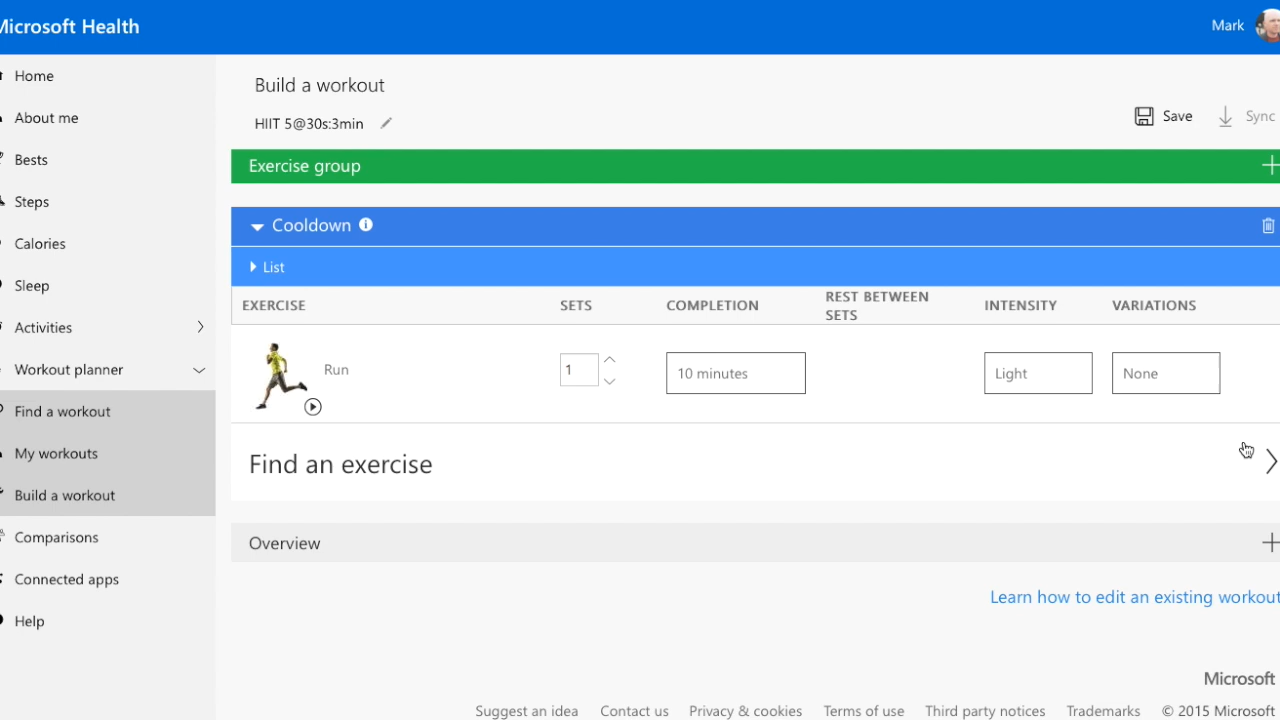 Microsoft Health
Mark
Home
About me
Bests
Steps
Calories
Sleep
Activities
Workout planner
Find a workout
My workouts
Build a workout
Comparisons
Connected apps
Help
Build a workout
HIIT 5@30s:3min
Save
Sync
Exercise group
Cooldown
List
EXERCISE
SETS
COMPLETION
REST BETWEEN
SETS
INTENSITY
VARIATIONS
Run
1
10 minutes
Light
None
Find an exercise
Overview
Learn how to edit an existing workout
Microsoft
Suggest an idea
Contact us
Privacy & cookies
Terms of use
Third party notices
Trademarks
© 2015 Microsoft